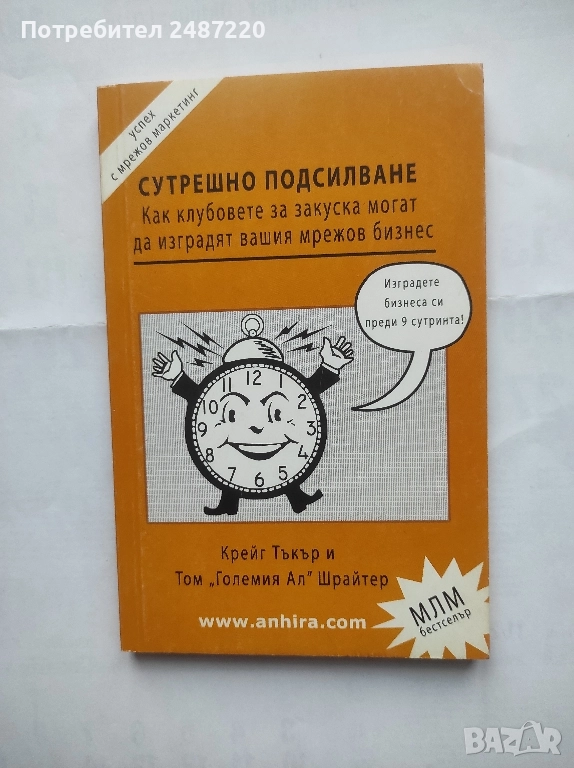 Потребител 2487220
успех
с мрежов маркетинг
СУТРЕШНО ПОДСИЛВАНЕ
Как клубовете за закуска могат
да изградят вашия мрежов бизнес
Изградете
бизнеса си
преди 9 сутринта!
12
11 1
10 2
9 3
8 4
7 5
6
Крейг Тъкър и
Том „Големия Ал" Шрайтер
www.anhira.com
МЛМ
бестселър
BAZAR